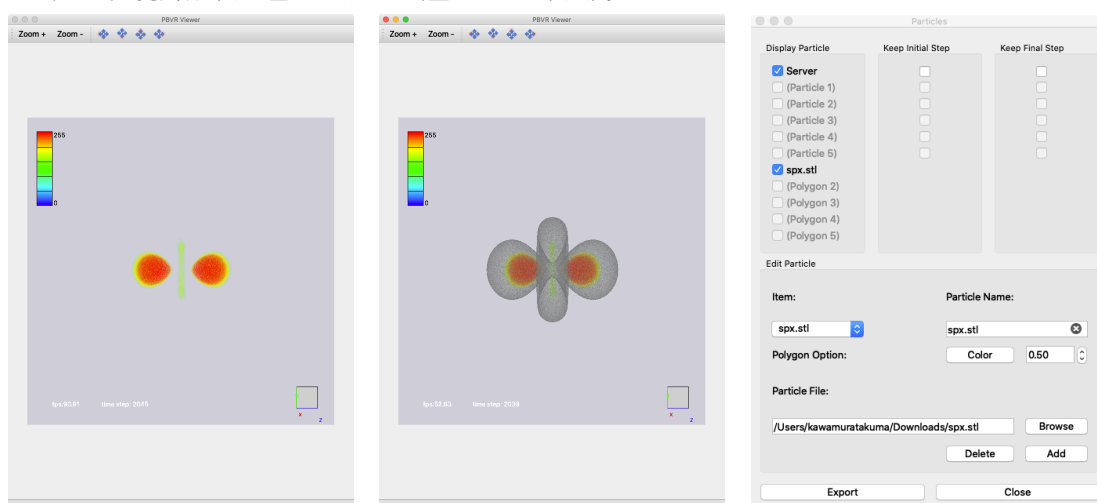 PBVR Viewer
Zoom + Zoom -
255
0
fps:90.61 time step: 2045
x
z
PBVR Viewer
Zoom + Zoom -
255
0
fps:52.63 time step: 2039
x
z
Particles
Display Particle Keep Initial Step Keep Final Step
Server
(Particle 1)
(Particle 2)
(Particle 3)
(Particle 4)
(Particle 5)
spx.stl
(Polygon 2)
(Polygon 3)
(Polygon 4)
(Polygon 5)
Edit Particle
Item: Particle Name:
spx.stl spx.stl
Polygon Option: Color 0.50
Particle File:
/Users/kawamuratakuma/Downloads/spx.stl Browse
Delete Add
Export Close